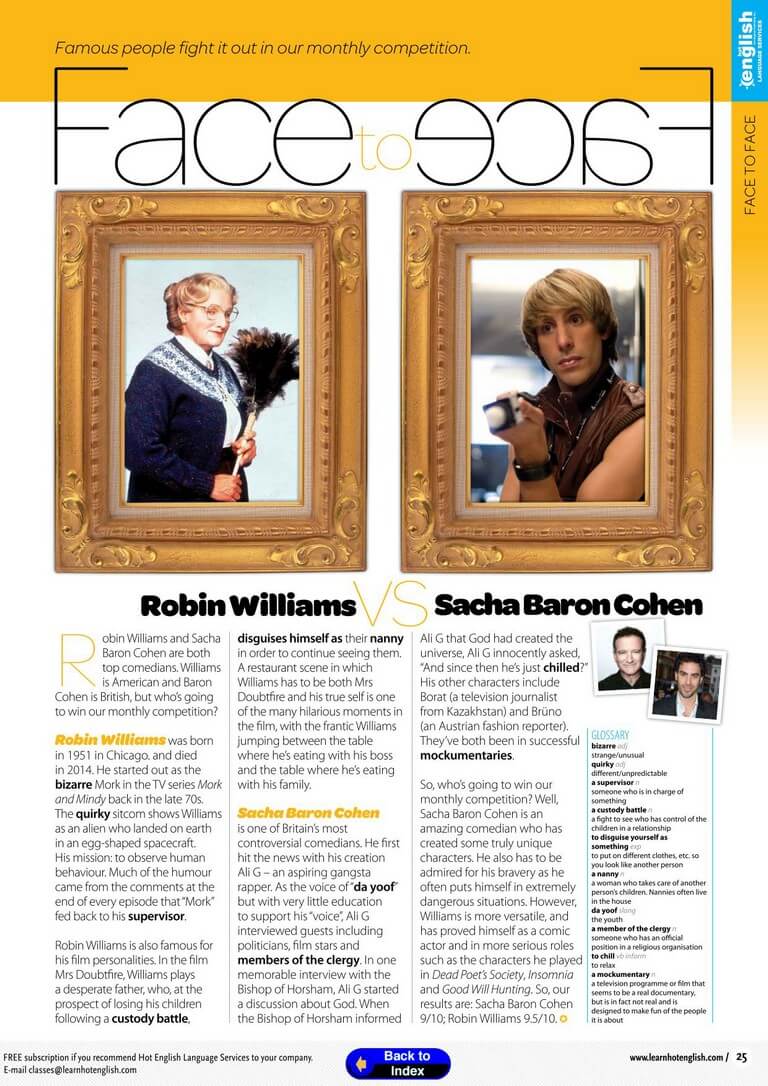 Famous people fight it out in our monthly competition.
english
LANGUAGE SERVICES
FACE TO FACE
Face to Face
Robin Williams VS Sacha Baron Cohen
Robin Williams and Sacha
Baron Cohen are both
top comedians. Williams
is American and Baron
Cohen is British, but who's going
to win our monthly competition?
Robin Williams was born
in 1951 in Chicago. and died
in 2014. He started out as the
bizarre Mork in the TV series Mork
and Mindy back in the late 70s.
The quirky sitcom shows Williams
as an alien who landed on earth
in an egg-shaped spacecraft.
His mission: to observe human
behaviour. Much of the humour
came from the comments at the
end of every episode that "Mork"
fed back to his supervisor.
Robin Williams is also famous for
his film personalities. In the film
Mrs Doubtfire, Williams plays
a desperate father, who, at the
prospect of losing his children
following a custody battle,
disguises himself as their nanny
in order to continue seeing them.
A restaurant scene in which
Williams has to be both Mrs
Doubtfire and his true self is one
of the many hilarious moments in
the film, with the frantic Williams
jumping between the table
where he's eating with his boss
and the table where he's eating
with his family.
Sacha Baron Cohen
is one of Britain's most
controversial comedians. He first
hit the news with his creation
Ali G – an aspiring gangsta
rapper. As the voice of "da yoof"
but with very little education
to support his "voice", Ali G
interviewed guests including
politicians, film stars and
members of the clergy. In one
memorable interview with the
Bishop of Horsham, Ali G started
a discussion about God. When
the Bishop of Horsham informed
Ali G that God had created the
universe, Ali G innocently asked,
"And since then he's just chilled?"
His other characters include
Borat (a television journalist
from Kazakhstan) and Brüno
(an Austrian fashion reporter).
They've both been in successful
mockumentaries.
So, who's going to win our
monthly competition? Well,
Sacha Baron Cohen is an
amazing comedian who has
created some truly unique
characters. He also has to be
admired for his bravery as he
often puts himself in extremely
dangerous situations. However,
Williams is more versatile, and
has proved himself as a comic
actor and in more serious roles
such as the characters he played
in Dead Poet's Society, Insomnia
and Good Will Hunting. So, our
results are: Sacha Baron Cohen
9/10; Robin Williams 9.5/10.
GLOSSARY
bizarre adj
strange/unusual
quirky adj
different/unpredictable
a supervisor n
someone who is in charge of
something
a custody battle n
a fight to see who has control of the
children in a relationship
to disguise yourself as
something exp
to put on different clothes, etc. so
you look like another person
a nanny n
a woman who takes care of another
person's children. Nannies often live
in the house
da yoof slang
the youth
a member of the clergy n
someone who has an official
position in a religious organisation
to chill vb inform
to relax
a mockumentary n
a television programme or film that
seems to be a real documentary,
but is in fact not real and is
designed to make fun of the people
it is about
FREE subscription if you recommend Hot English Language Services to your company.
E-mail classes@learnhotenglish.com
Back to
Index
www.learnhotenglish.com / 25